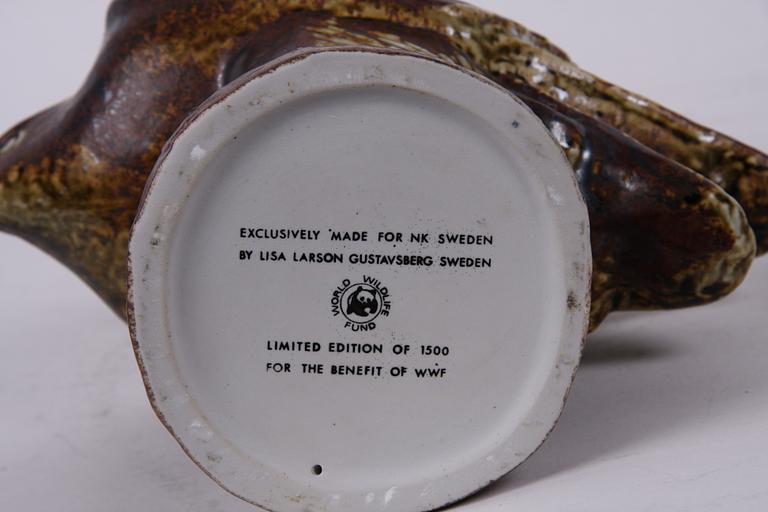 EXCLUSIVELY MADE FOR NK SWEDEN
BY LISA LARSON GUSTAVSBERG SWEDEN
WORLD WILDLIFE
FUND
LIMITED EDITION OF 1500
FOR THE BENEFIT OF WWF